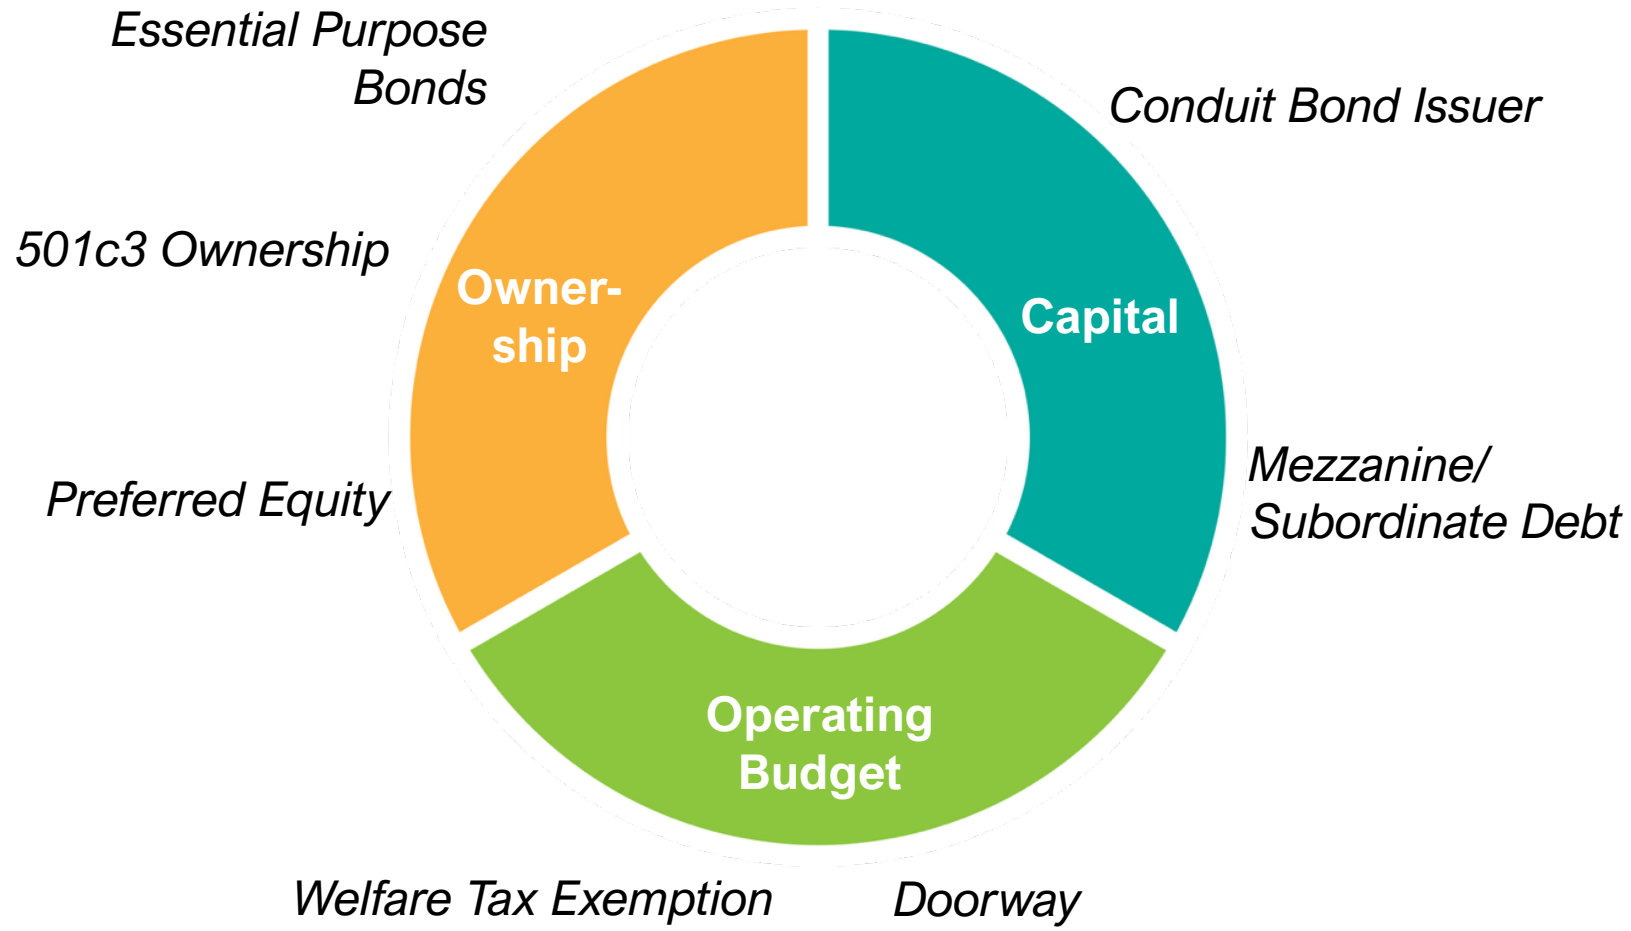 Essential Purpose
Bonds
Conduit Bond Issuer
501c3 Ownership
Owner-
ship
Capital
Preferred Equity
Mezzanine/
Subordinate Debt
Operating
Budget
Welfare Tax Exemption
Doorway